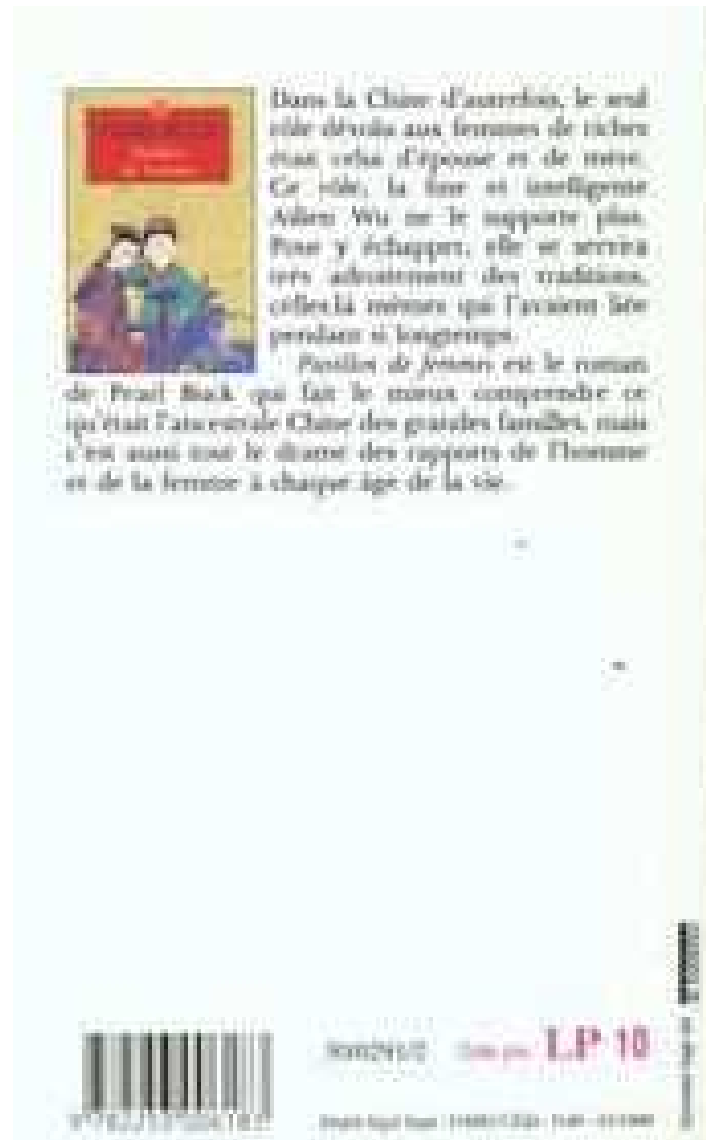 Dans la Chine d'autrefois, le seul
rôle dévolu aux femmes de riches
était celui d'épouse et de mère.
Ce rôle, la fine et intelligente
Ailien Wu ne le supporte plus.
Pour y échapper, elle se servira
très adroitement des traditions,
celles-là mêmes qui l'avaient liée
pendant si longtemps.
Pavillon de femmes est le roman
de Pearl Buck qui fait le mieux comprendre ce
qu'était l'ancestrale Chine des grandes familles, mais
c'est aussi tout le drame des rapports de l'homme
et de la femme à chaque âge de la vie.
LP 10